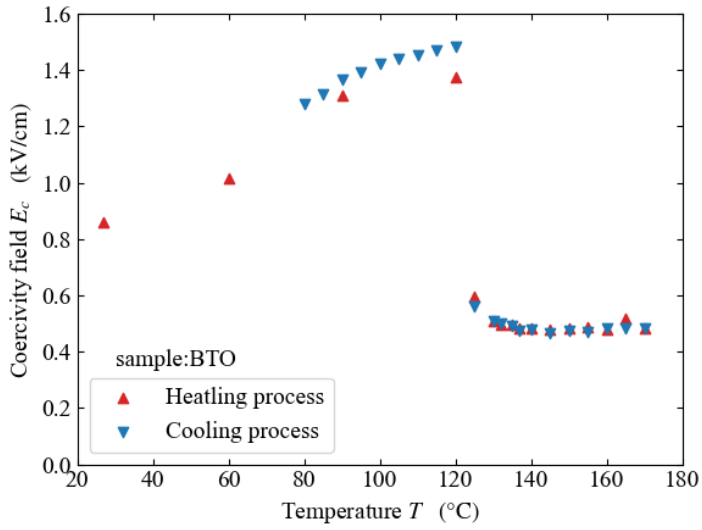 1.6
1.4
1.2
1.0
0.8
0.6
0.4
0.2
0.0
Coercivity field E_c (kV/cm)
sample:BTO
Heatling process
Cooling process
20 40 60 80 100 120 140 160 180
Temperature T (°C)